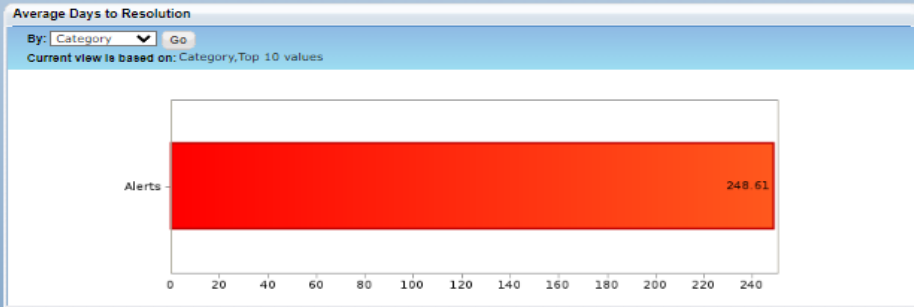 Average Days to Resolution
By: Category Go
Current view is based on: Category,Top 10 values
Alerts 248.61
0 20 40 60 80 100 120 140 160 180 200 220 240